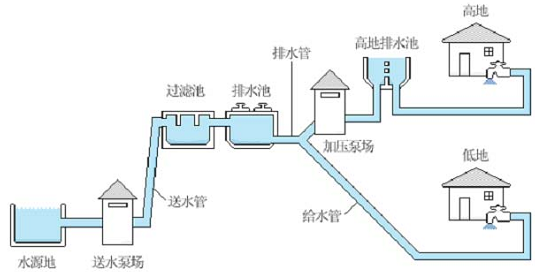 高地
高地排水池
排水管
过滤池
排水池
加压泵场
低地
送水管
给水管
水源地
送水泵场